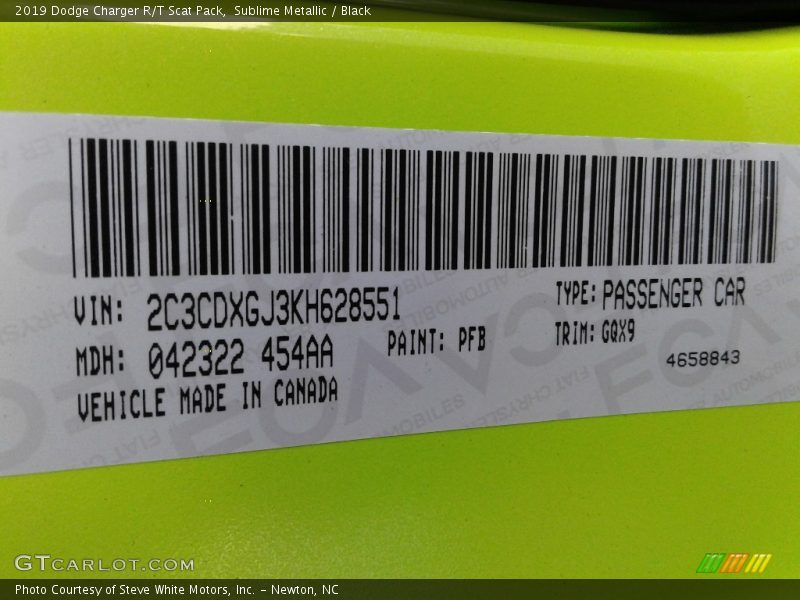 2019 Dodge Charger R/T Scat Pack,  Sublime Metallic / Black
VIN: 2C3CDXGJ3KH628551
TYPE: PASSENGER CAR
MDH: 042322 454AA
PAINT: PFB
TRIM: GQX9
4658843
VEHICLE MADE IN CANADA
GTCARLOT.COM
Photo Courtesy of Steve White Motors, Inc. – Newton, NC